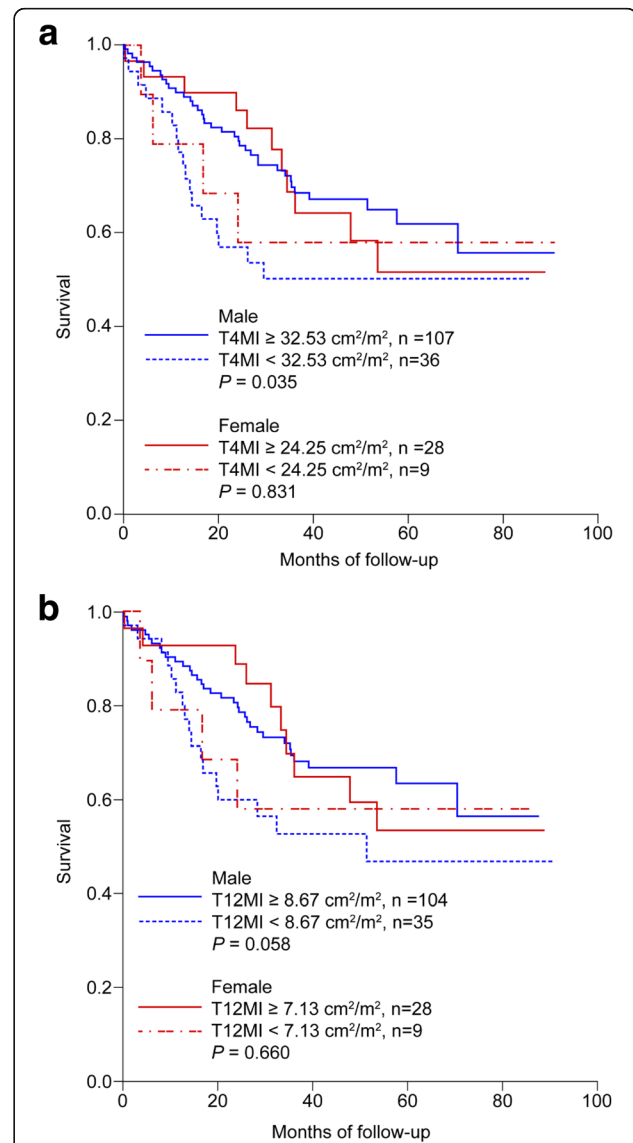 a
1.0
0.8
0.6
0.4
0.2
0.0
Survival
Male
T4MI ≥ 32.53 cm²/m², n =107
T4MI < 32.53 cm²/m², n=36
P = 0.035
Female
T4MI ≥ 24.25 cm²/m², n =28
T4MI < 24.25 cm²/m², n=9
P = 0.831
0 20 40 60 80 100
Months of follow-up
b
1.0
0.8
0.6
0.4
0.2
0.0
Survival
Male
T12MI ≥ 8.67 cm²/m², n =104
T12MI < 8.67 cm²/m², n=35
P = 0.058
Female
T12MI ≥ 7.13 cm²/m², n=28
T12MI < 7.13 cm²/m², n=9
P = 0.660
0 20 40 60 80 100
Months of follow-up